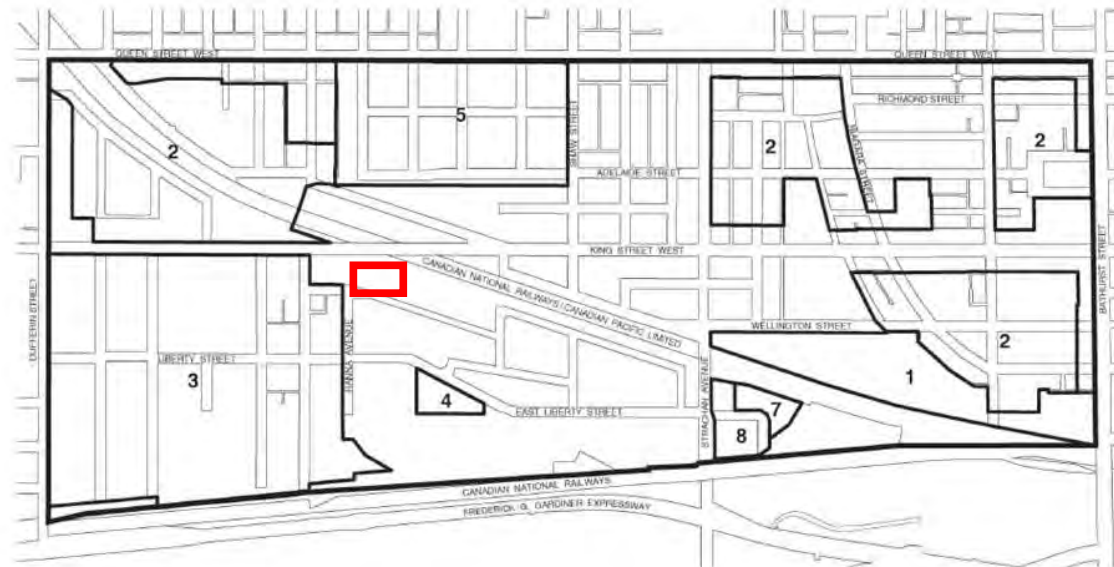 QUEEN STREET WEST
QUEEN STREET WEST
RICHMOND STREET
5
SHAW STREET
2
2
2
NIAGARA STREET
ADELAIDE STREET
KING STREET WEST
BATHURST STREET
CANADIAN NATIONAL RAILWAYS / CANADIAN PACIFIC LIMITED
DUFFERIN STREET
WELLINGTON STREET
2
LIBERTY STREET
3
1
4
EAST LIBERTY STREET
STRACHAN AVENUE
7
8
CANADIAN NATIONAL RAILWAYS
FREDERICK G. GARDINER EXPRESSWAY